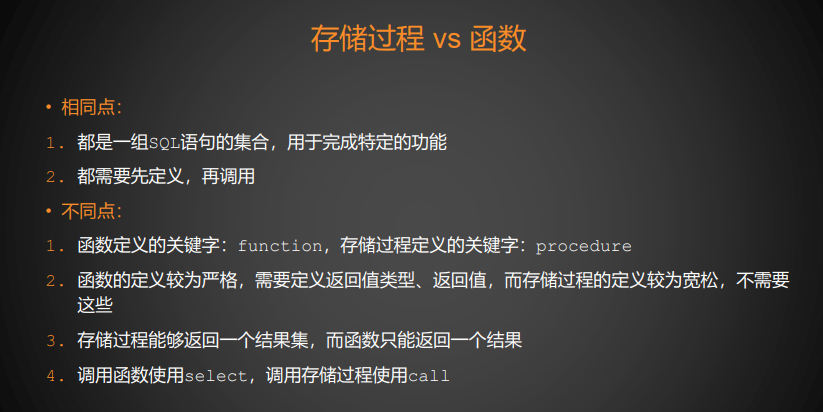 存储过程 vs 函数
• 相同点：
1. 都是一组SQL语句的集合，用于完成特定的功能
2. 都需要先定义，再调用
• 不同点：
1. 函数定义的关键字：function，存储过程定义的关键字：procedure
2. 函数的定义较为严格，需要定义返回值类型、返回值，而存储过程的定义较为宽松，不需要
这些
3. 存储过程能够返回一个结果集，而函数只能返回一个结果
4. 调用函数使用select，调用存储过程使用call